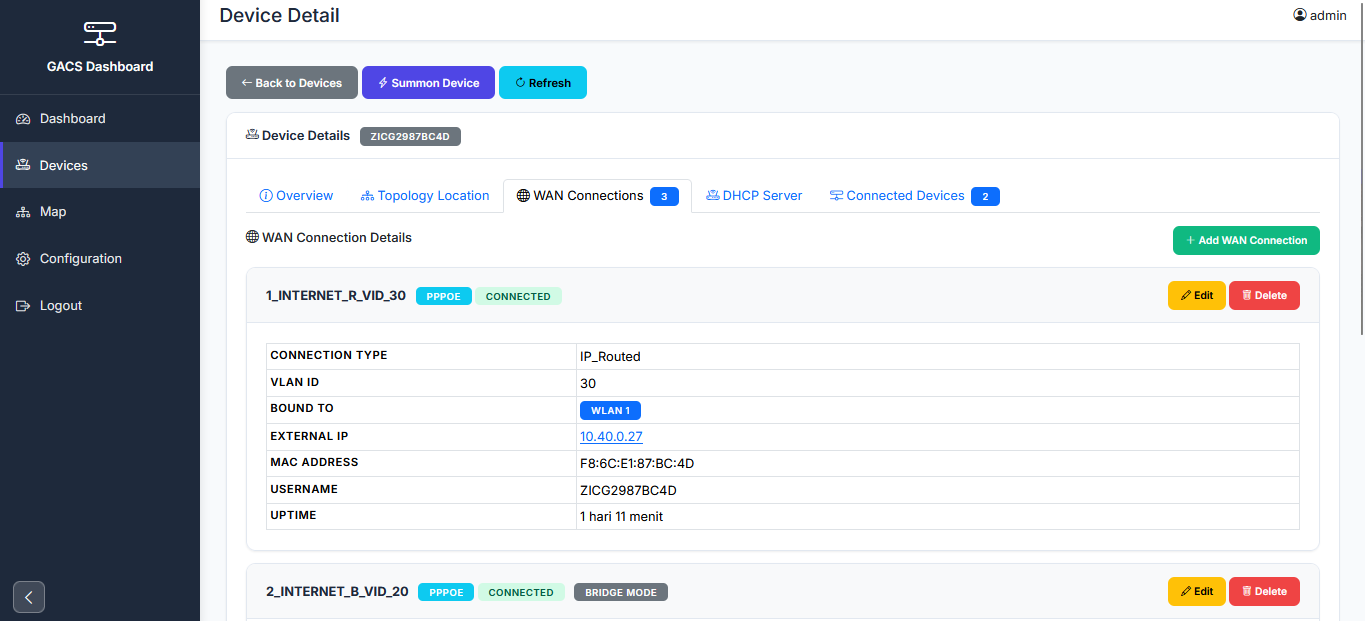 Device Detail
admin
GACS Dashboard
Dashboard
Devices
Map
Configuration
Logout
Back to Devices
Summon Device
Refresh
Device Details ZICG2987BC4D
Overview
Topology Location
WAN Connections 3
DHCP Server
Connected Devices 2
WAN Connection Details
+ Add WAN Connection
1_INTERNET_R_VID_30 PPPOE CONNECTED
Edit
Delete
CONNECTION TYPE IP_Routed
VLAN ID 30
BOUND TO WLAN 1
EXTERNAL IP 10.40.0.27
MAC ADDRESS F8:6C:E1:87:BC:4D
USERNAME ZICG2987BC4D
UPTIME 1 hari 11 menit
2_INTERNET_B_VID_20 PPPOE CONNECTED BRIDGE MODE
Edit
Delete